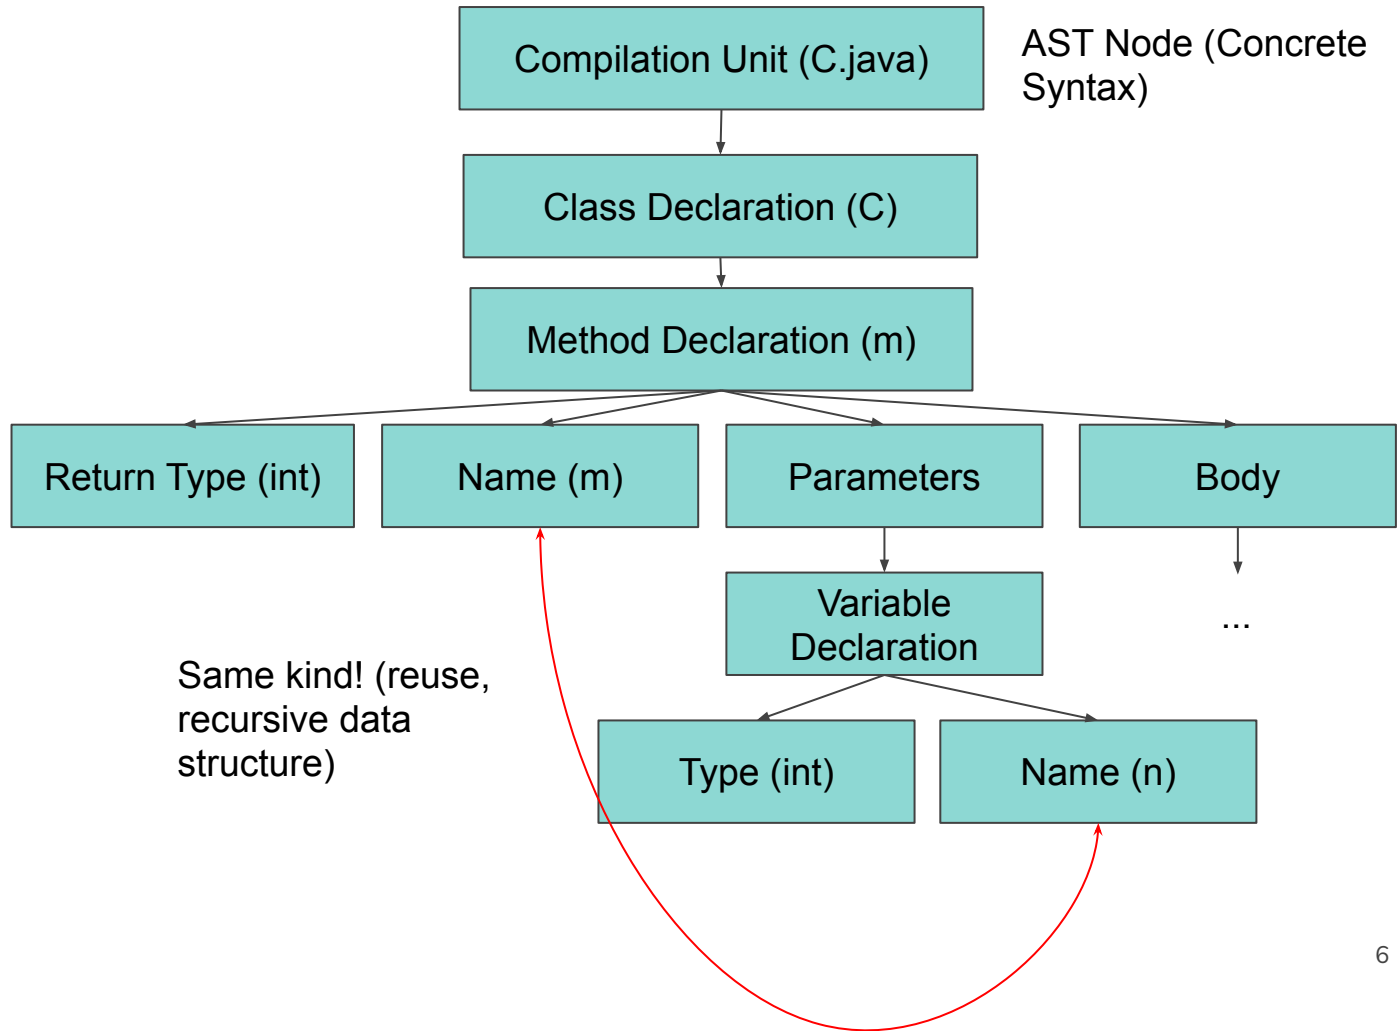 Compilation Unit (C.java)
AST Node (Concrete
Syntax)
Class Declaration (C)
Method Declaration (m)
Return Type (int)
Name (m)
Parameters
Body
Variable
Declaration
...
Same kind! (reuse,
recursive data
structure)
Type (int)
Name (n)
6